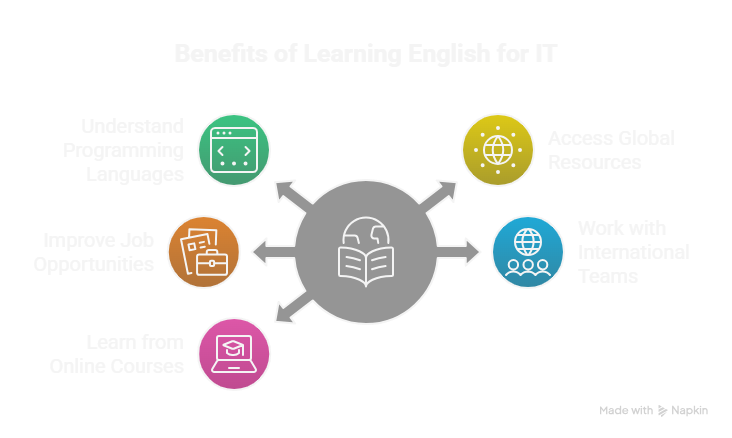 Benefits of Learning English for IT
Understand
Programming
Languages
Access Global
Resources
Improve Job
Opportunities
Work with
International
Teams
Learn from
Online Courses
Made with Napkin